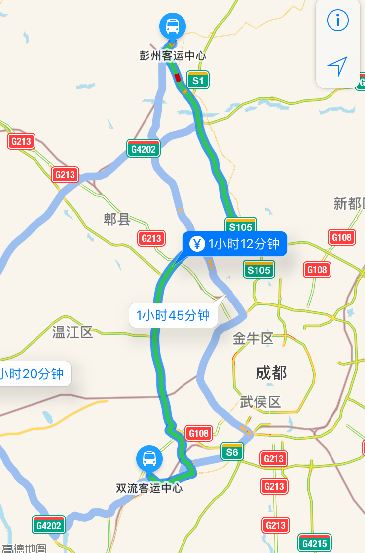 彭州客运中心
S1
G213
G4202
G213
郫县
新都
S105
G213
¥ 1小时12分钟
G108
S105
G108
1小时45分钟
温江区
金牛区
小时20分钟
成都
武侯区
G108
S6
双流客运中心
G213
G213
G4202
G213
G4215
高德地图